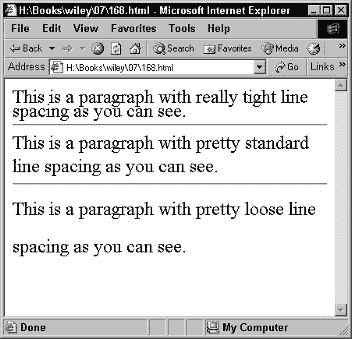 H:\Books\wiley\07\168.html - Microsoft Internet Explorer
File Edit View Favorites Tools Help
Back Search Favorites Media
Address H:\Books\wiley\07\168.html Go Links »
This is a paragraph with really tight line
spacing as you can see.
This is a paragraph with pretty standard
line spacing as you can see.
This is a paragraph with pretty loose line
spacing as you can see.
Done My Computer